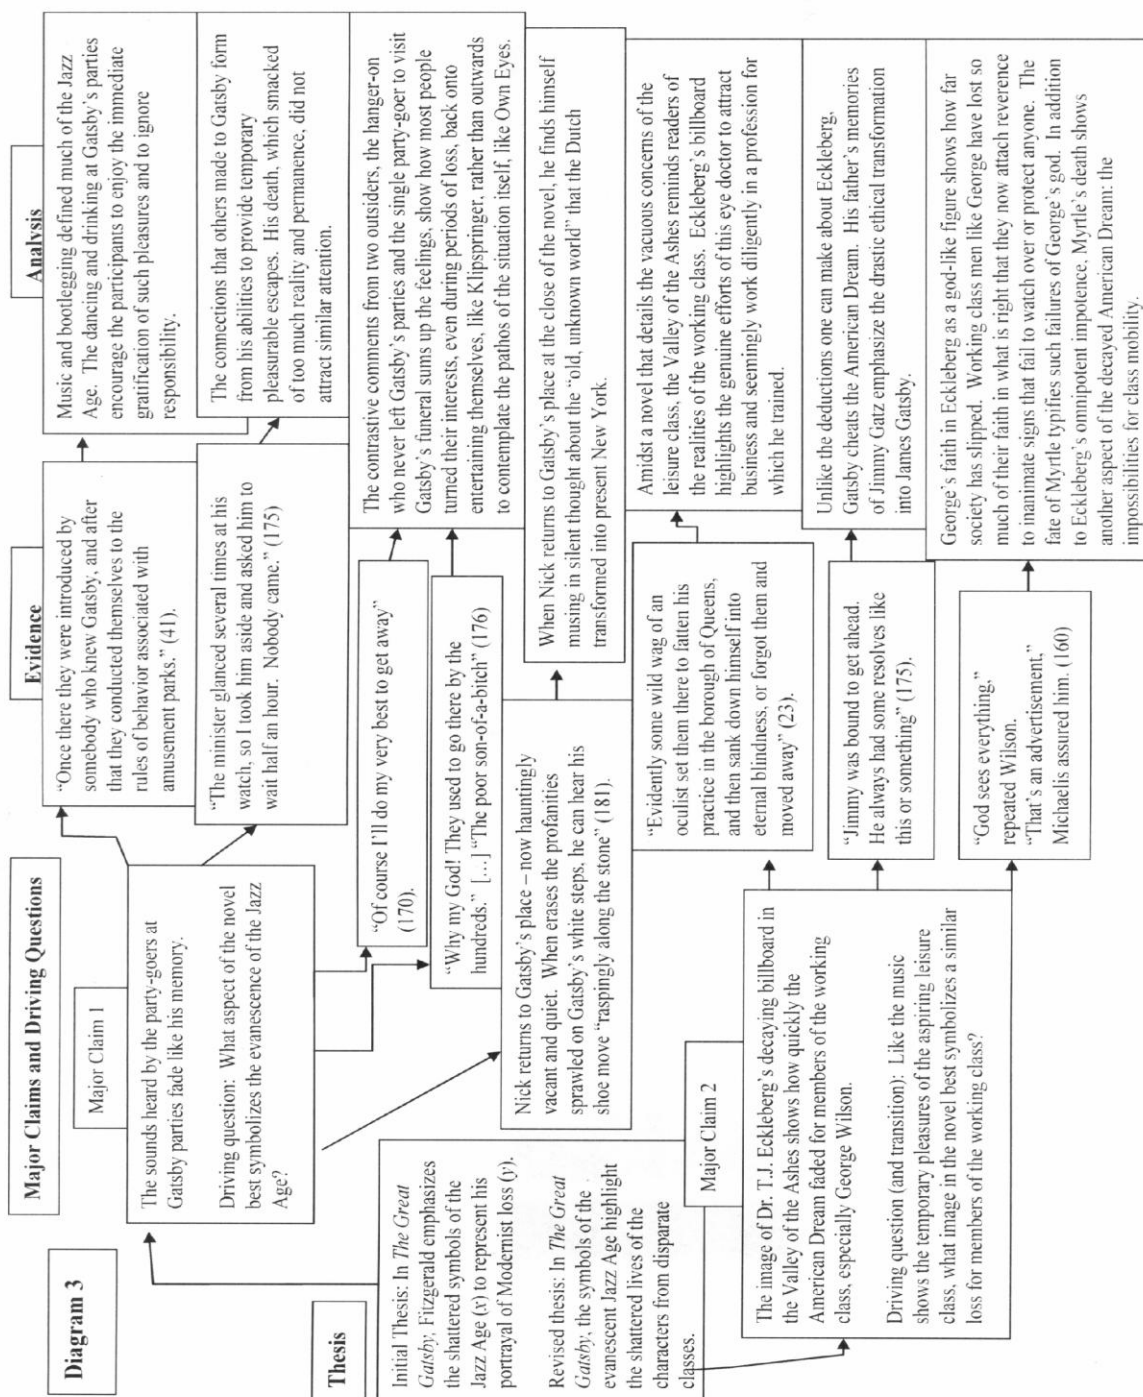 Diagram 3
Major Claims and Driving Questions
Evidence
Analysis
Thesis
Initial Thesis: In The Great
Gatsby, Fitzgerald emphasizes
the shattered symbols of the
Jazz Age (x) to represent his
portrayal of Modernist loss (y).
Revised thesis: In The Great
Gatsby, the symbols of the
evanescent Jazz Age highlight
the shattered lives of the
characters from disparate
classes.
Major Claim 1
The sounds heard by the party-goers at
Gatsby parties fade like his memory.
Driving question: What aspect of the novel
best symbolizes the evanescence of the Jazz
Age?
“Once there they were introduced by
somebody who knew Gatsby, and after
that they conducted themselves to the
rules of behavior associated with
amusement parks.” (41).
Music and bootlegging defined much of the Jazz
Age. The dancing and drinking at Gatsby’s parties
encourage the participants to enjoy the immediate
gratification of such pleasures and to ignore
responsibility.
“The minister glanced several times at his
watch, so I took him aside and asked him to
wait half an hour. Nobody came.” (175)
The connections that others made to Gatsby form
from his abilities to provide temporary
pleasurable escapes. His death, which smacked
of too much reality and permanence, did not
attract similar attention.
“Of course I’ll do my very best to get away”
(170).
“Why my God! They used to go there by the
hundreds.” [...] “The poor son-of-a-bitch” (176)
The contrastive comments from two outsiders, the hanger-on
who never left Gatsby’s parties and the single party-goer to visit
Gatsby’s funeral sums up the feelings, show how most people
turned their interests, even during periods of loss, back onto
entertaining themselves, like Klipspringer, rather than outwards
to contemplate the pathos of the situation itself, like Own Eyes.
Nick returns to Gatsby’s place – now hauntingly
vacant and quiet. When erases the profanities
sprawled on Gatsby’s white steps, he can hear his
shoe move “raspingly along the stone” (181).
When Nick returns to Gatsby’s place at the close of the novel, he finds himself
musing in silent thought about the “old, unknown world” that the Dutch
transformed into present New York.
Major Claim 2
The image of Dr. T.J. Eckleberg’s decaying billboard in
the Valley of the Ashes shows how quickly the
American Dream faded for members of the working
class, especially George Wilson.
Driving question (and transition): Like the music
shows the temporary pleasures of the aspiring leisure
class, what image in the novel best symbolizes a similar
loss for members of the working class?
“Evidently some wild wag of an
oculist set them there to fatten his
practice in the borough of Queens,
and then sank down himself into
eternal blindness, or forgot them and
moved away” (23).
Amidst a novel that details the vacuous concerns of the
leisure class, the Valley of the Ashes reminds readers of
the realities of the working class. Eckleberg’s billboard
highlights the genuine efforts of this eye doctor to attract
business and seemingly work diligently in a profession for
which he trained.
“Jimmy was bound to get ahead.
He always had some resolves like
this or something” (175).
Unlike the deductions one can make about Eckleberg,
Gatsby cheats the American Dream. His father’s memories
of Jimmy Gatz emphasize the drastic ethical transformation
into James Gatsby.
“God sees everything,”
repeated Wilson.
“That’s an advertisement,”
Michaelis assured him. (160)
George’s faith in Eckleberg as a god-like figure shows how far
society has slipped. Working class men like George have lost so
much of their faith in what is right that they now attach reverence
to inanimate signs that fail to watch over or protect anyone. The
fate of Myrtle typifies such failures of George’s god. In addition
to Eckleberg’s omnipotent impotence, Myrtle’s death shows
another aspect of the decayed American Dream: the
impossibilities for class mobility.